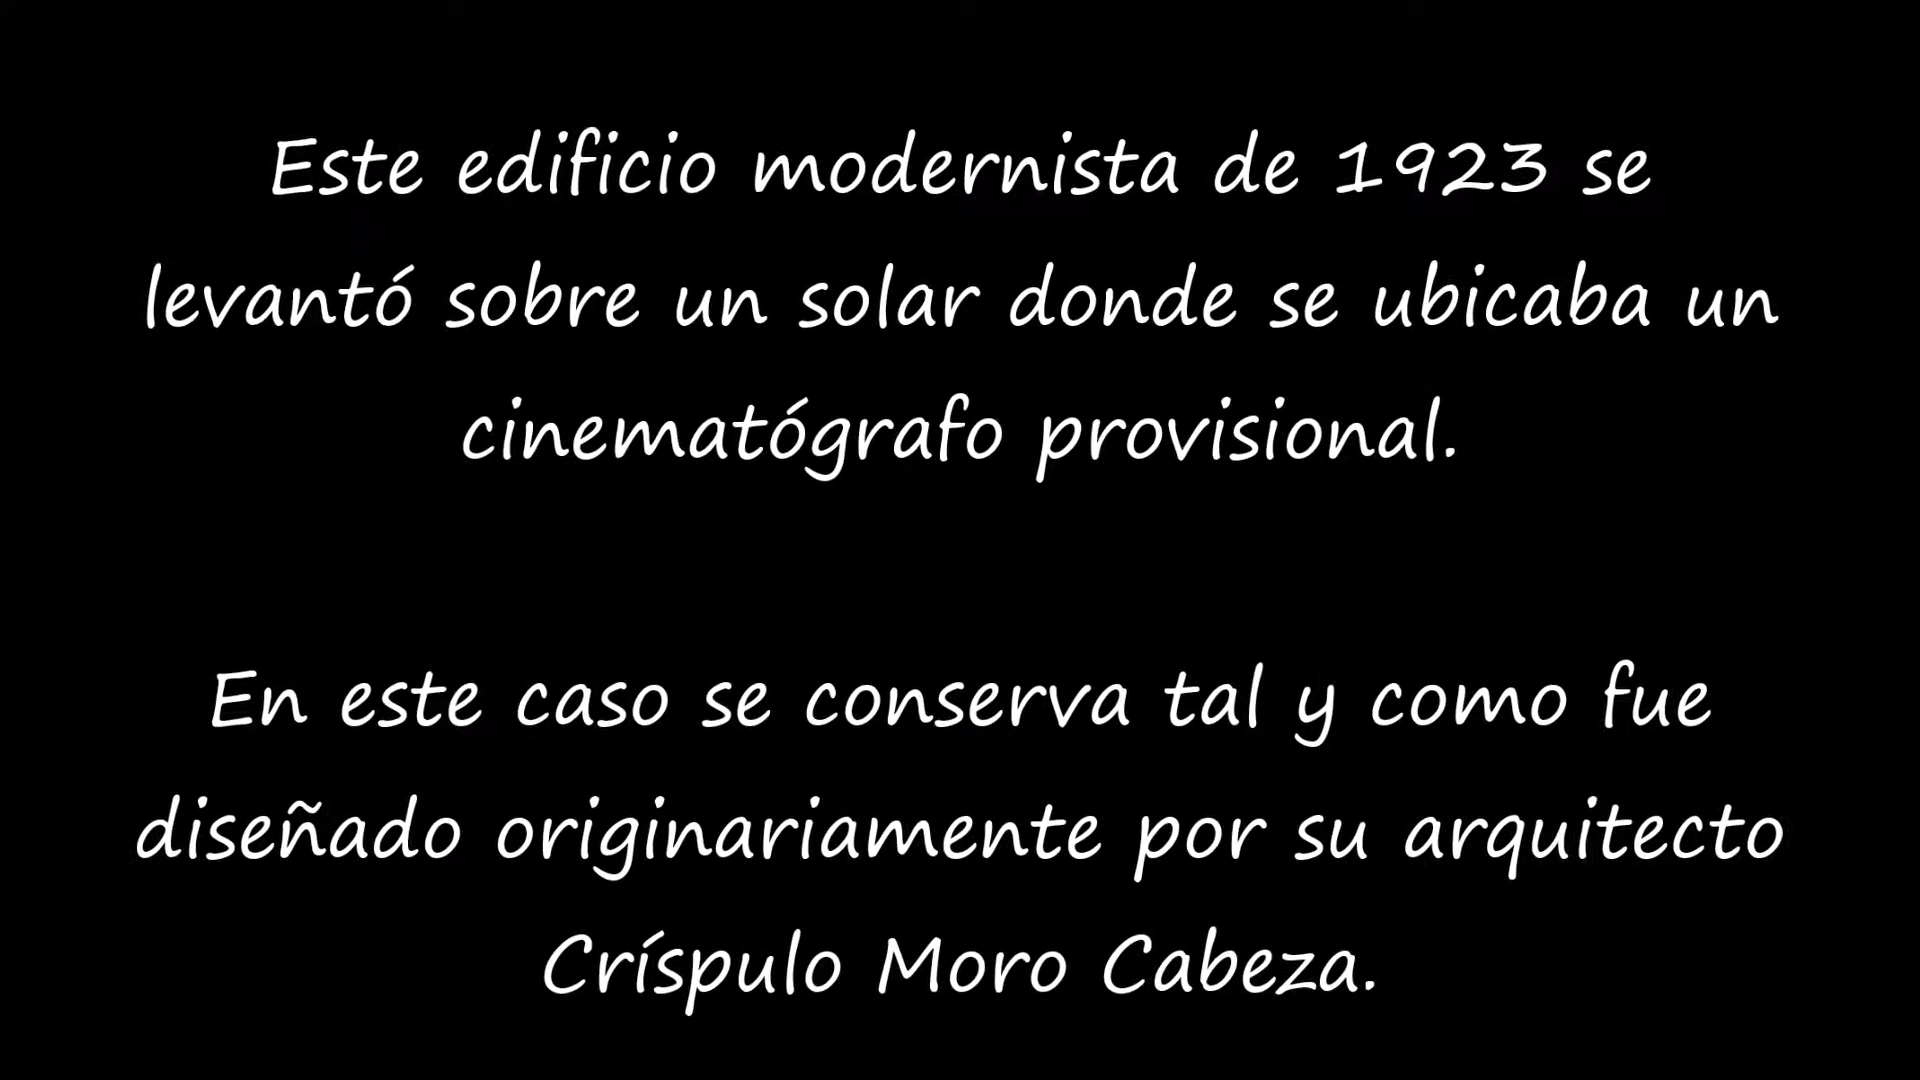 Este edificio modernista de 1923 se
levantó sobre un solar donde se ubicaba un
cinematógrafo provisional.
En este caso se conserva tal y como fue
diseñado originariamente por su arquitecto
Críspulo Moro Cabeza.